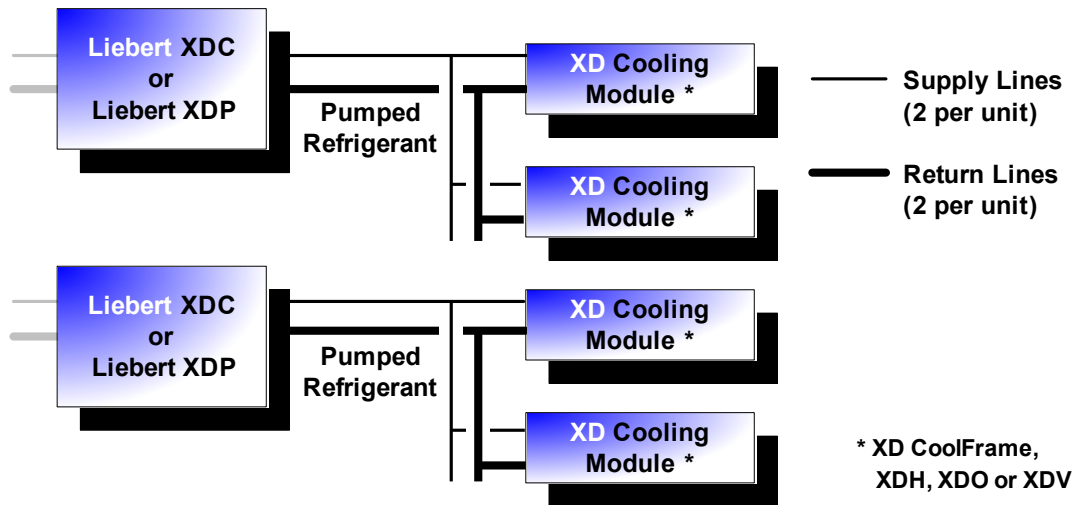 Liebert XDC
or
Liebert XDP
Pumped
Refrigerant
XD Cooling
Module *
XD Cooling
Module *
Supply Lines
(2 per unit)
Return Lines
(2 per unit)
Liebert XDC
or
Liebert XDP
Pumped
Refrigerant
XD Cooling
Module *
XD Cooling
Module *
* XD CoolFrame,
XDH, XDO or XDV